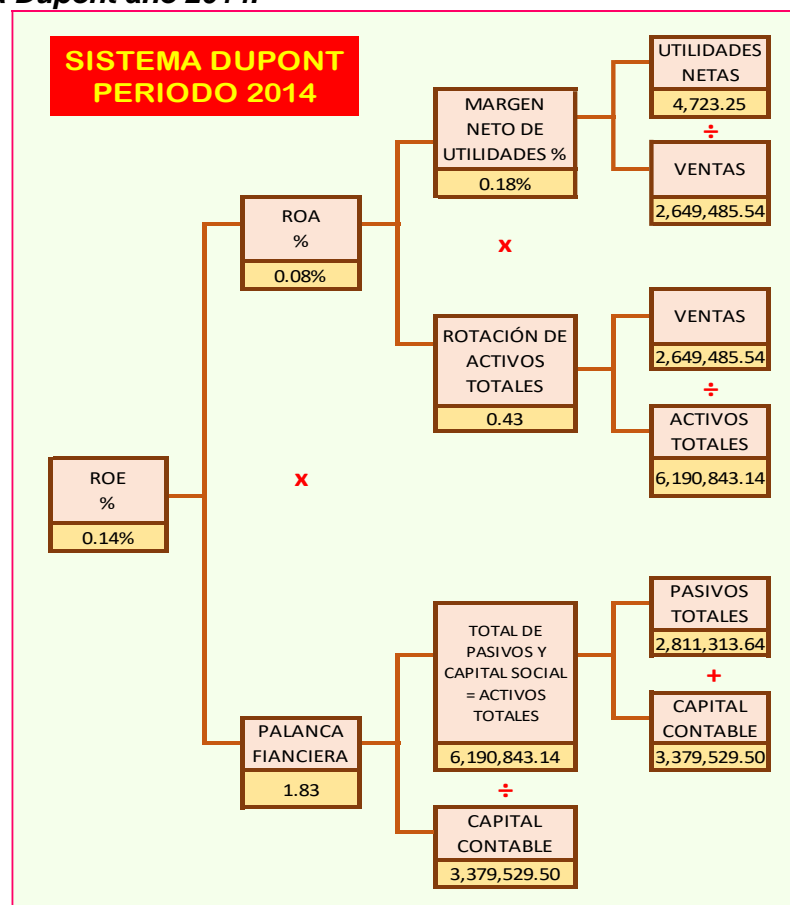 Dupont año 2014.
SISTEMA DUPONT
PERIODO 2014
UTILIDADES
NETAS
4,723.25
÷
MARGEN
NETO DE
UTILIDADES %
0.18%
VENTAS
2,649,485.54
ROA
%
0.08%
x
VENTAS
2,649,485.54
÷
ROTACIÓN DE
ACTIVOS
TOTALES
0.43
ACTIVOS
TOTALES
6,190,843.14
ROE
%
0.14%
x
PASIVOS
TOTALES
2,811,313.64
+
TOTAL DE
PASIVOS Y
CAPITAL SOCIAL
= ACTIVOS
TOTALES
6,190,843.14
CAPITAL
CONTABLE
3,379,529.50
PALANCA
FIANCIERA
1.83
÷
CAPITAL
CONTABLE
3,379,529.50